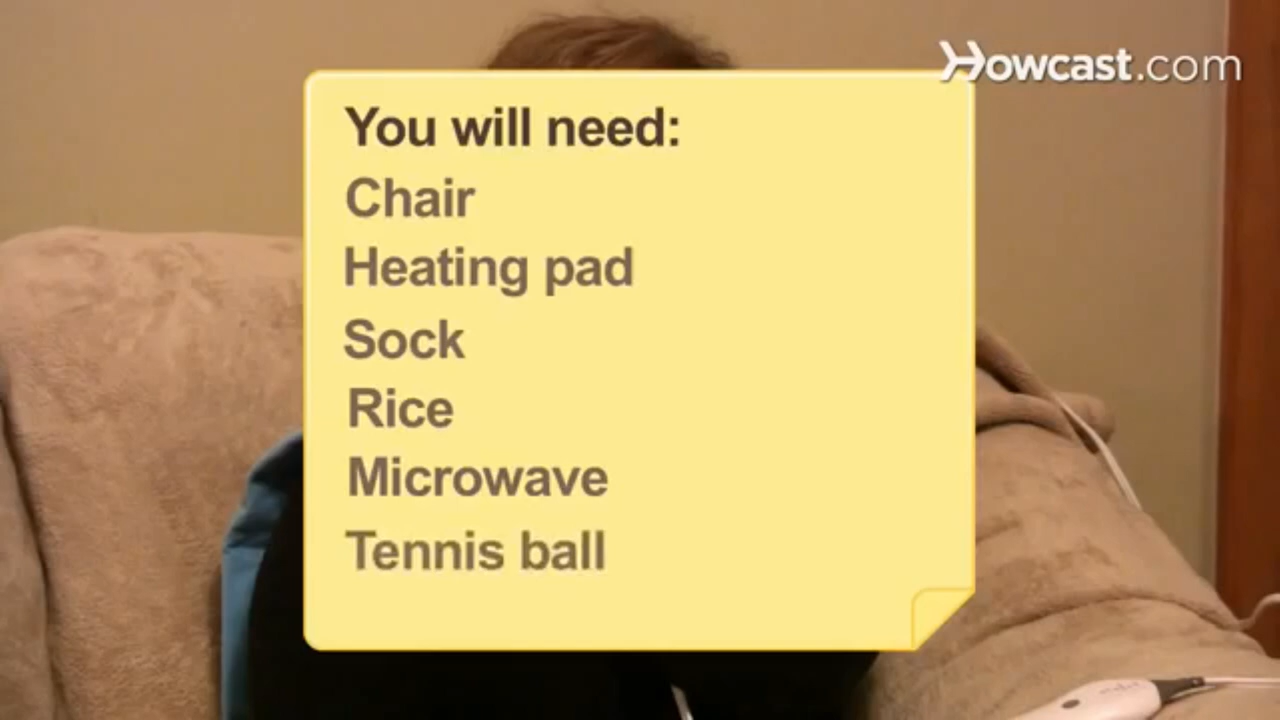 Howcast.com
You will need:
Chair
Heating pad
Sock
Rice
Microwave
Tennis ball